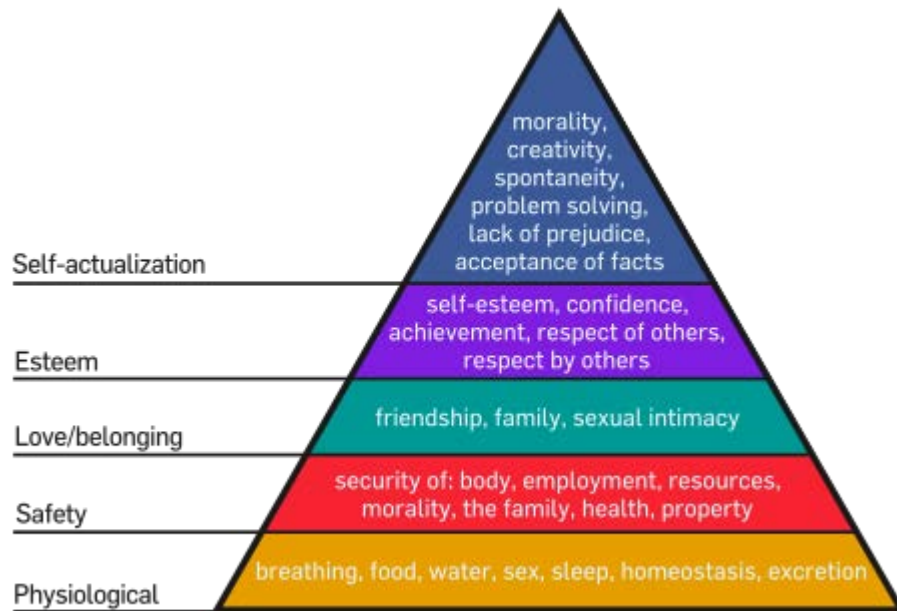 morality,
creativity,
spontaneity,
problem solving,
lack of prejudice,
acceptance of facts
Self-actualization
self-esteem, confidence,
achievement, respect of others,
respect by others
Esteem
friendship, family, sexual intimacy
Love/belonging
security of: body, employment, resources,
morality, the family, health, property
Safety
breathing, food, water, sex, sleep, homeostasis, excretion
Physiological